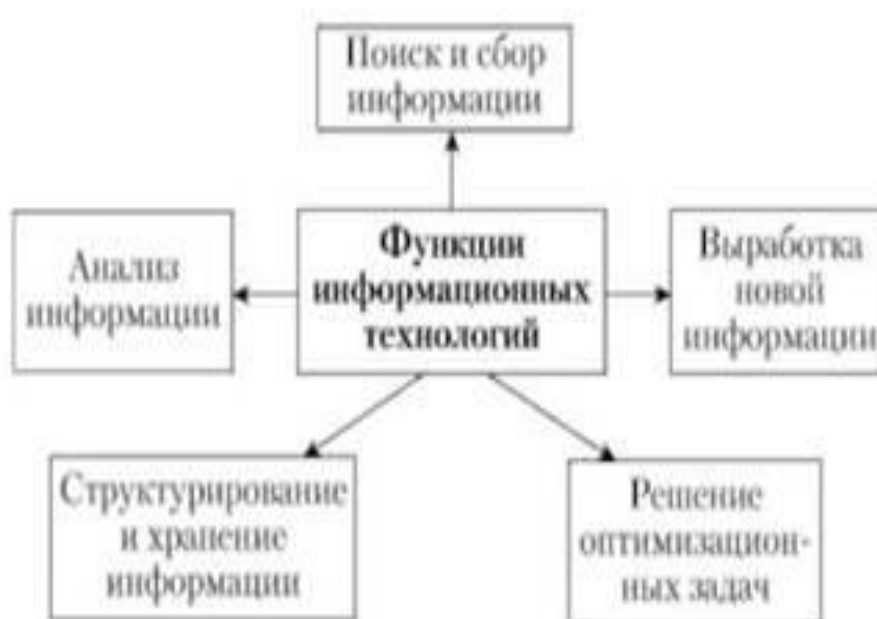 Поиск и сбор
информации
Анализ
информации
Функции
информационных
технологий
Выработка
новой
информации
Структурирование
и хранение
информации
Решение
оптимизацион-
ных задач